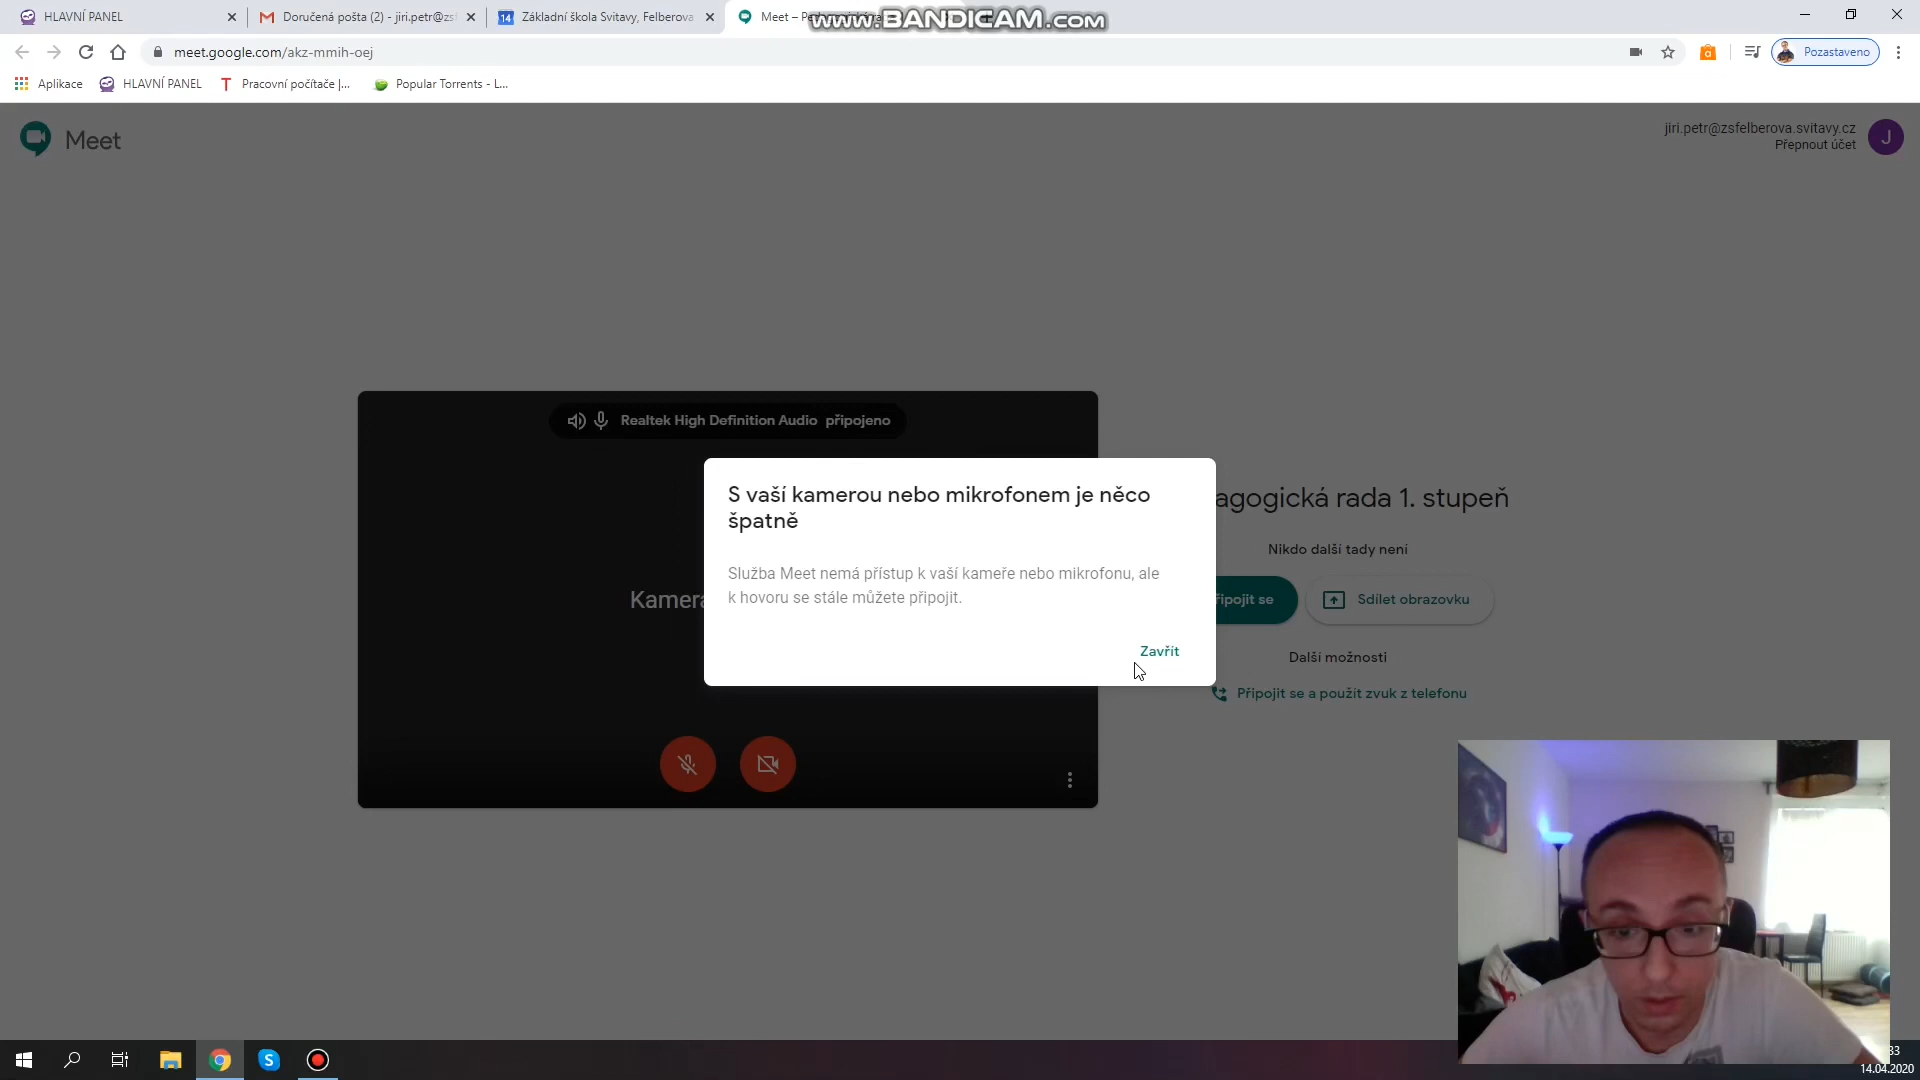 HLAVNÍ PANEL
Doručená pošta (2) - jiri.petr@zs
Základní škola Svitavy, Felberova
Meet –
www.BANDICAM.com
meet.google.com/akz-mmih-oej
Pozastaveno
Aplikace
HLAVNÍ PANEL
Pracovní počítače |...
Popular Torrents - L...
Meet
jiri.petr@zsfelberova.svitavy.cz
Přepnout účet
J
Realtek High Definition Audio připojeno
S vaší kamerou nebo mikrofonem je něco
špatně
Služba Meet nemá přístup k vaší kameře nebo mikrofonu, ale
k hovoru se stále můžete připojit.
Zavřít
Kamera
agogická rada 1. stupeň
Nikdo další tady není
řipojit se
Sdílet obrazovku
Další možnosti
Připojit se a použít zvuk z telefonu
33
14.04.2020